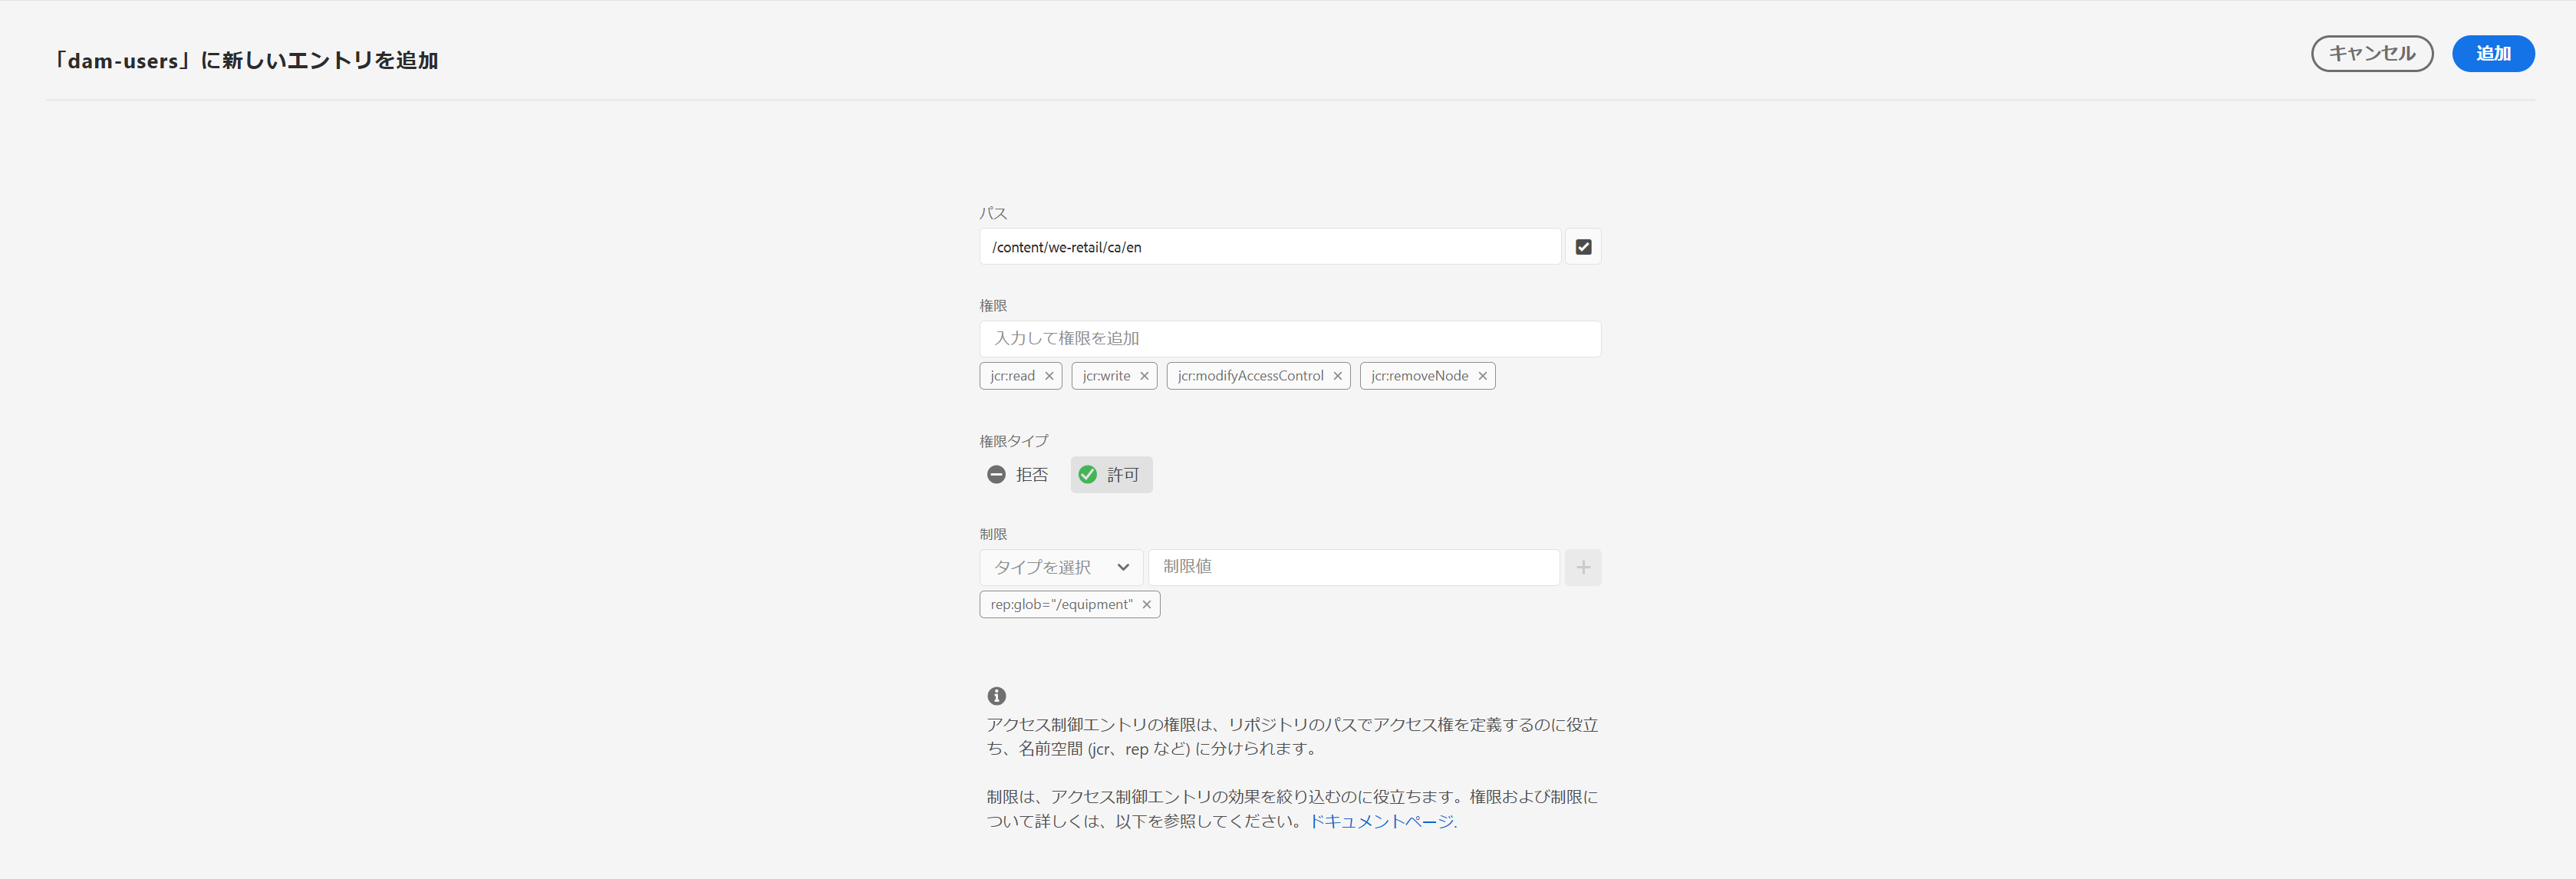 「dam-users」に新しいエントリを追加
キャンセル
追加
パス
/content/we-retail/ca/en
権限
入力して権限を追加
jcr:read × jcr:write × jcr:modifyAccessControl × jcr:removeNode ×
権限タイプ
拒否 許可
制限
タイプを選択 制限値 +
rep:glob="/equipment" ×
アクセス制御エントリの権限は、リポジトリのパスでアクセス権を定義するのに役立
ち、名前空間 (jcr、rep など) に分けられます。
制限は、アクセス制御エントリの効果を絞り込むのに役立ちます。権限および制限に
ついて詳しくは、以下を参照してください。ドキュメントページ.